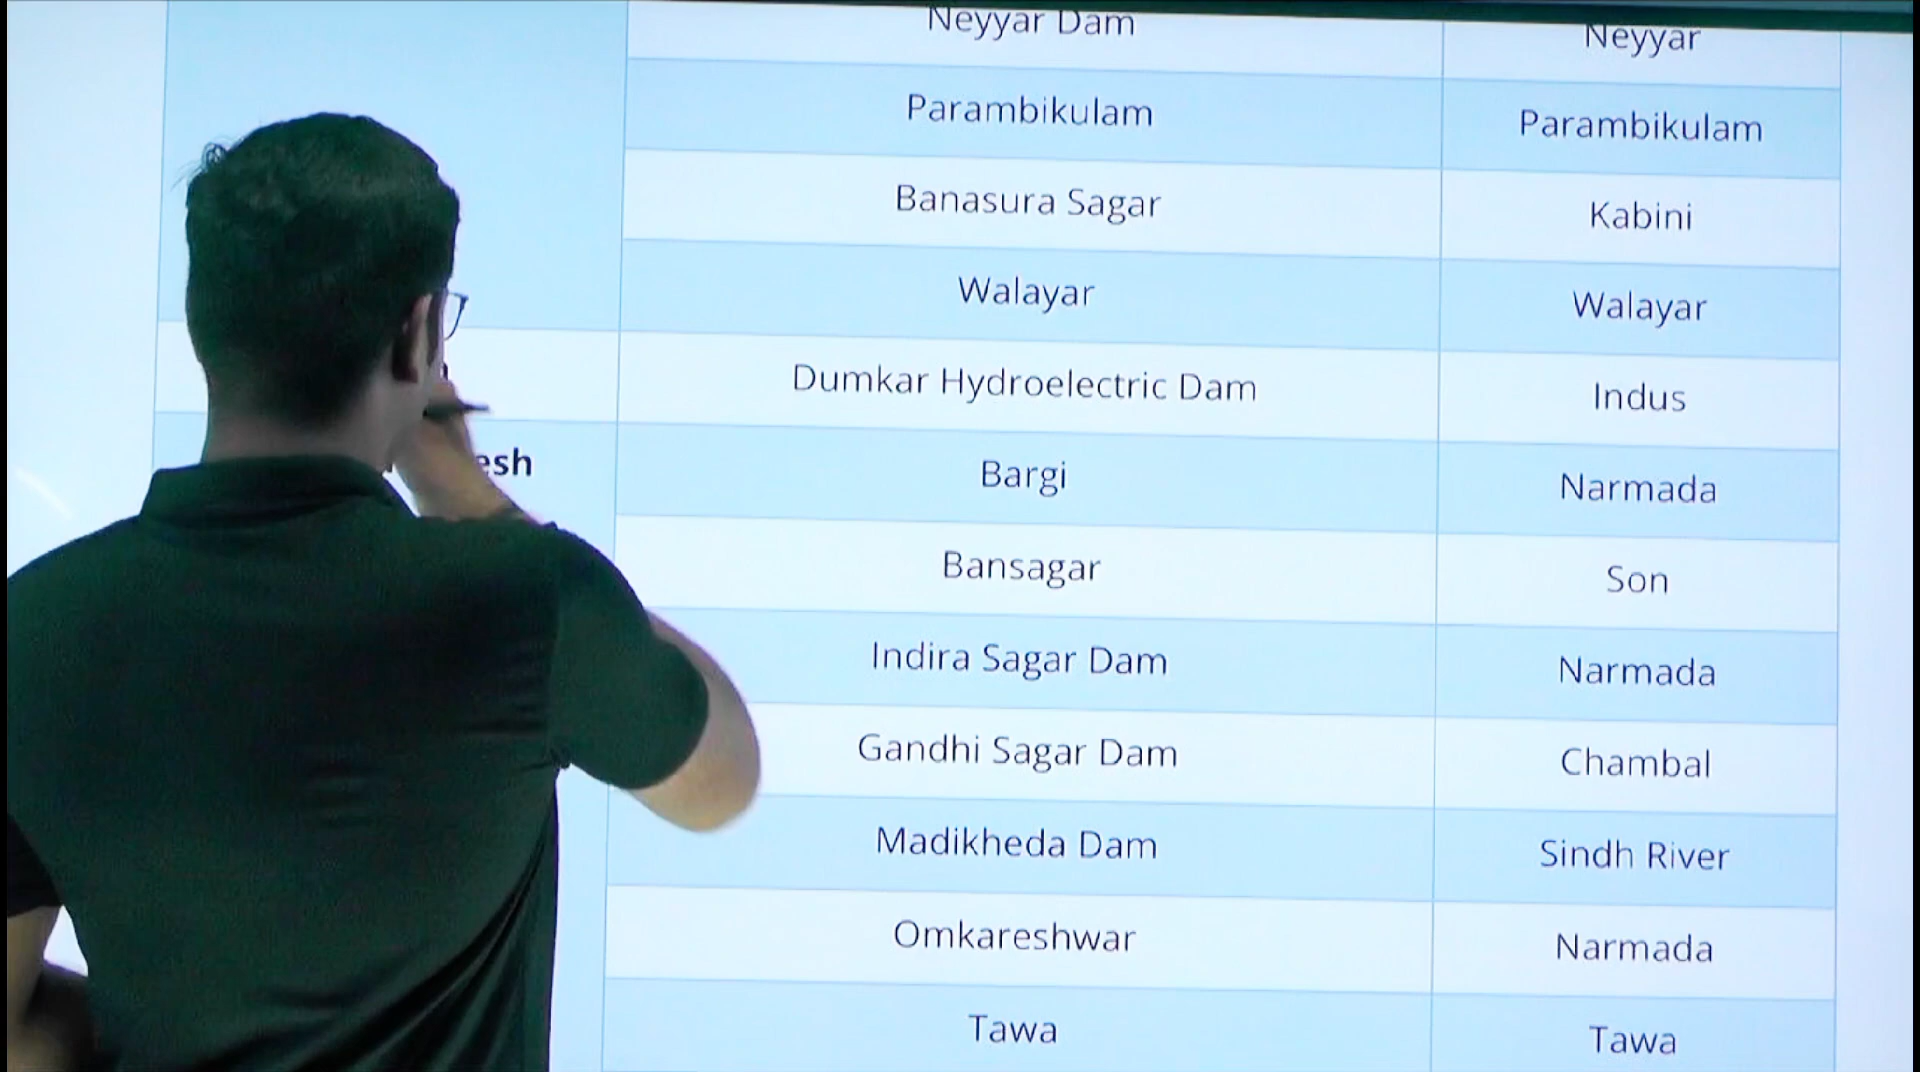 Neyyar Dam Neyyar
Parambikulam Parambikulam
Banasura Sagar Kabini
Walayar Walayar
Dumkar Hydroelectric Dam Indus
esh Bargi Narmada
Bansagar Son
Indira Sagar Dam Narmada
Gandhi Sagar Dam Chambal
Madikheda Dam Sindh River
Omkareshwar Narmada
Tawa Tawa